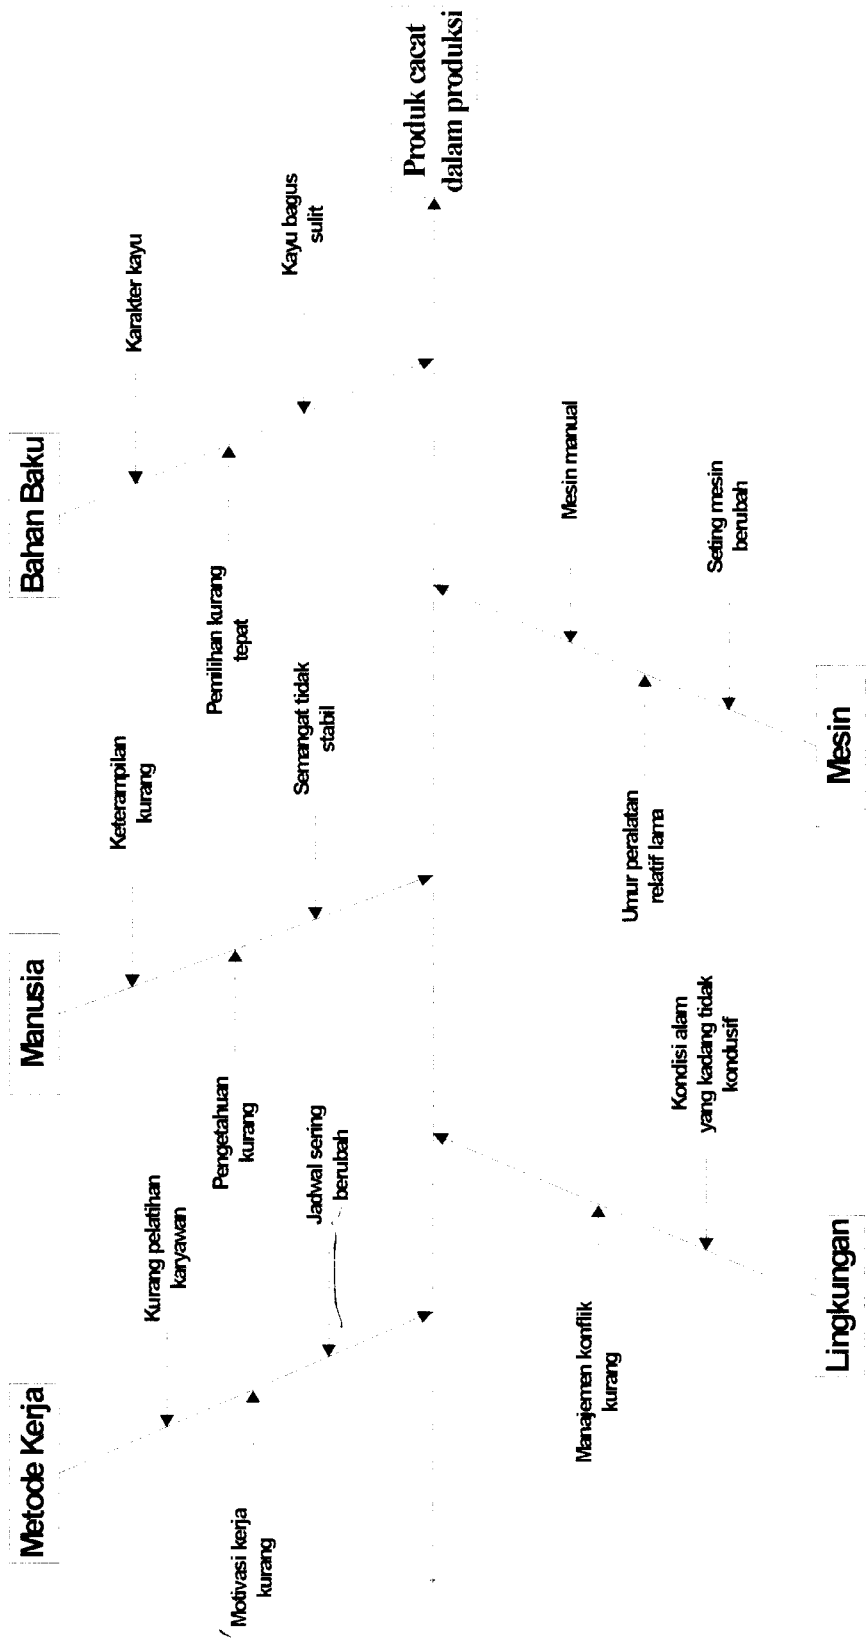 Metode Kerja
Manusia
Bahan Baku
Kurang pelatihan
karyawan
Motivasi kerja
kurang
Jadwal sering
berubah
Keterampilan
kurang
Pengetahuan
kurang
Semangat tidak
stabil
Karakter kayu
Pemilihan kurang
tepat
Kayu bagus
sulit
Produk cacat
dalam produksi
Manajemen konflik
kurang
Kondisi alam
yang kadang tidak
kondusif
Umur peralatan
relatif lama
Mesin manual
Seting mesin
berubah
Lingkungan
Mesin